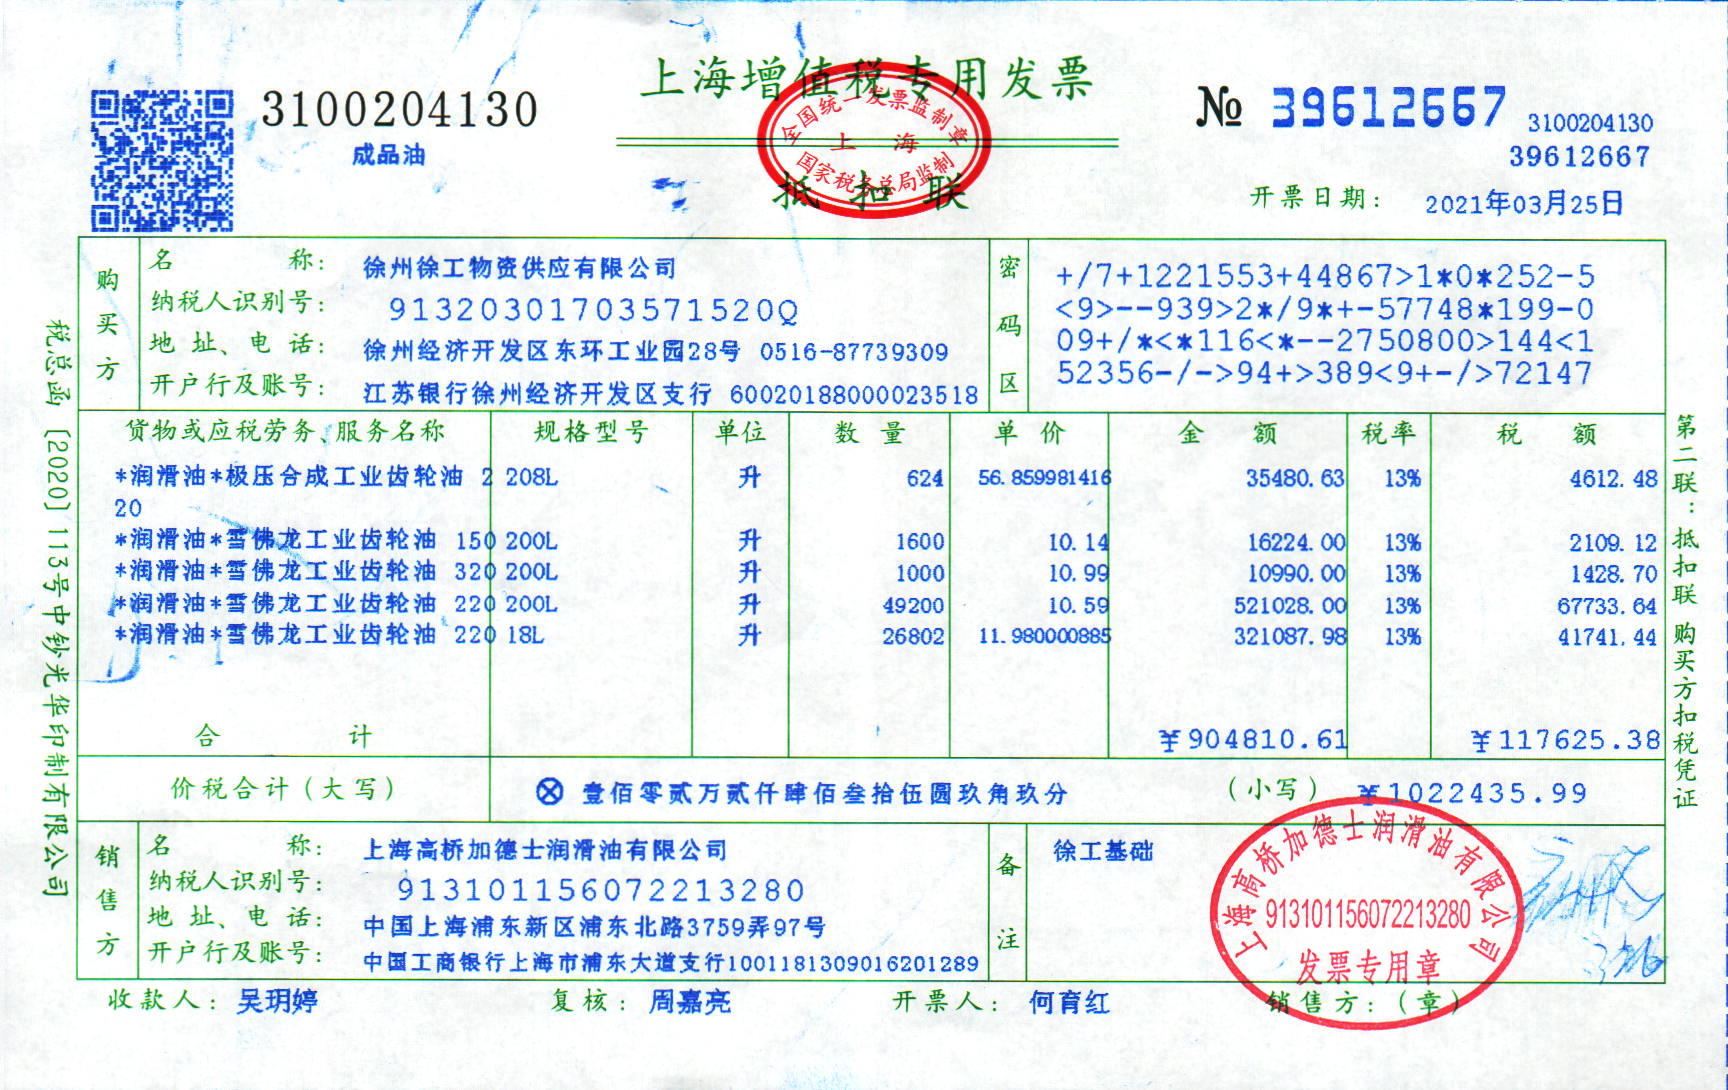 上海增值税专用发票
3100204130
成品油
全国统一发票监制章
上海
国家税务总局监制
抵扣联
№ 39612667
3100204130
39612667
开票日期: 2021年03月25日
购买方
名称: 徐州徐工物资供应有限公司
纳税人识别号: 91320301703571520Q
地址、电话: 徐州经济开发区东环工业园28号 0516-87739309
开户行及账号: 江苏银行徐州经济开发区支行 60020188000023518
密码区
+/7+1221553+44867>1*0*252-5
<9>--939>2*/9*+-57748*199-0
09+/*<*116<*--2750800>144<1
52356-/->94+>389<9+-/>72147
货物或应税劳务、服务名称 规格型号 单位 数量 单价 金额 税率 税额
*润滑油*极压合成工业齿轮油 2 208L 升 624 56.859981416 35480.63 13% 4612.48
20
*润滑油*雪佛龙工业齿轮油 150 200L 升 1600 10.14 16224.00 13% 2109.12
*润滑油*雪佛龙工业齿轮油 320 200L 升 1000 10.99 10990.00 13% 1428.70
*润滑油*雪佛龙工业齿轮油 220 200L 升 49200 10.59 521028.00 13% 67733.64
*润滑油*雪佛龙工业齿轮油 220 18L 升 26802 11.980000885 321087.98 13% 41741.44
合计 ¥904810.61 ¥117625.38
价税合计(大写) ⊗ 壹佰零贰万贰仟肆佰叁拾伍圆玖角玖分 (小写) ¥1022435.99
销售方
名称: 上海高桥加德士润滑油有限公司
纳税人识别号: 913101156072213280
地址、电话: 中国上海浦东新区浦东北路3759弄97号
开户行及账号: 中国工商银行上海市浦东大道支行1001181309016201289
备注
徐工基础
上海高桥加德士润滑油有限公司
913101156072213280
发票专用章
收款人: 吴玥婷 复核: 周嘉亮 开票人: 何育红 销售方:(章)
税总函〔2020〕113号中钞光华印制有限公司
第二联:抵扣联 购买方扣税凭证